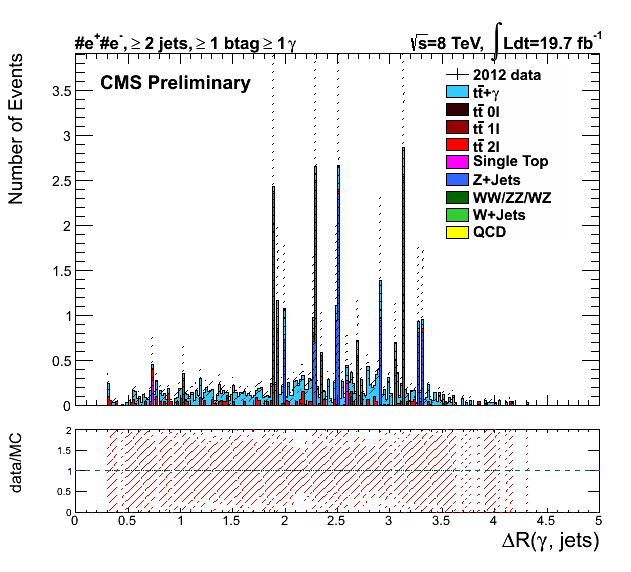 #e⁺#e⁻, ≥ 2 jets, ≥ 1 btag ≥ 1 γ
√s=8 TeV, ∫Ldt=19.7 fb⁻¹
CMS Preliminary
2012 data
tt̄+γ
tt̄ 0l
tt̄ 1l
tt̄ 2l
Single Top
Z+Jets
WW/ZZ/WZ
W+Jets
QCD
Number of Events
3.5
3
2.5
2
1.5
1
0.5
0
data/MC
2
1.5
1
0.5
0
0 0.5 1 1.5 2 2.5 3 3.5 4 4.5 5
ΔR(γ, jets)